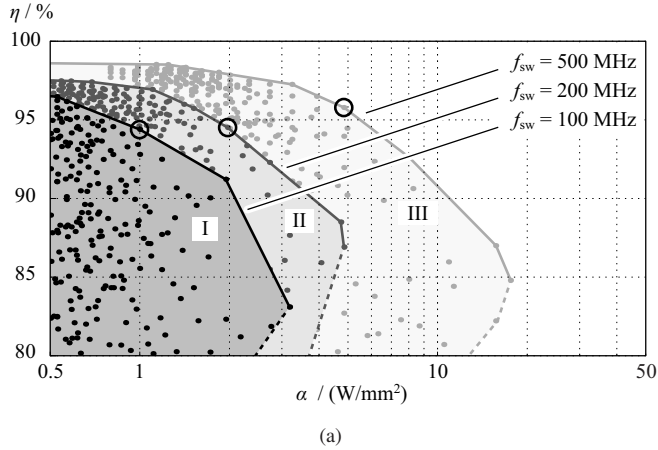 η / %
100
95
90
85
80
f_sw = 500 MHz
f_sw = 200 MHz
f_sw = 100 MHz
I
II
III
0.5
1
10
50
α / (W/mm²)
(a)